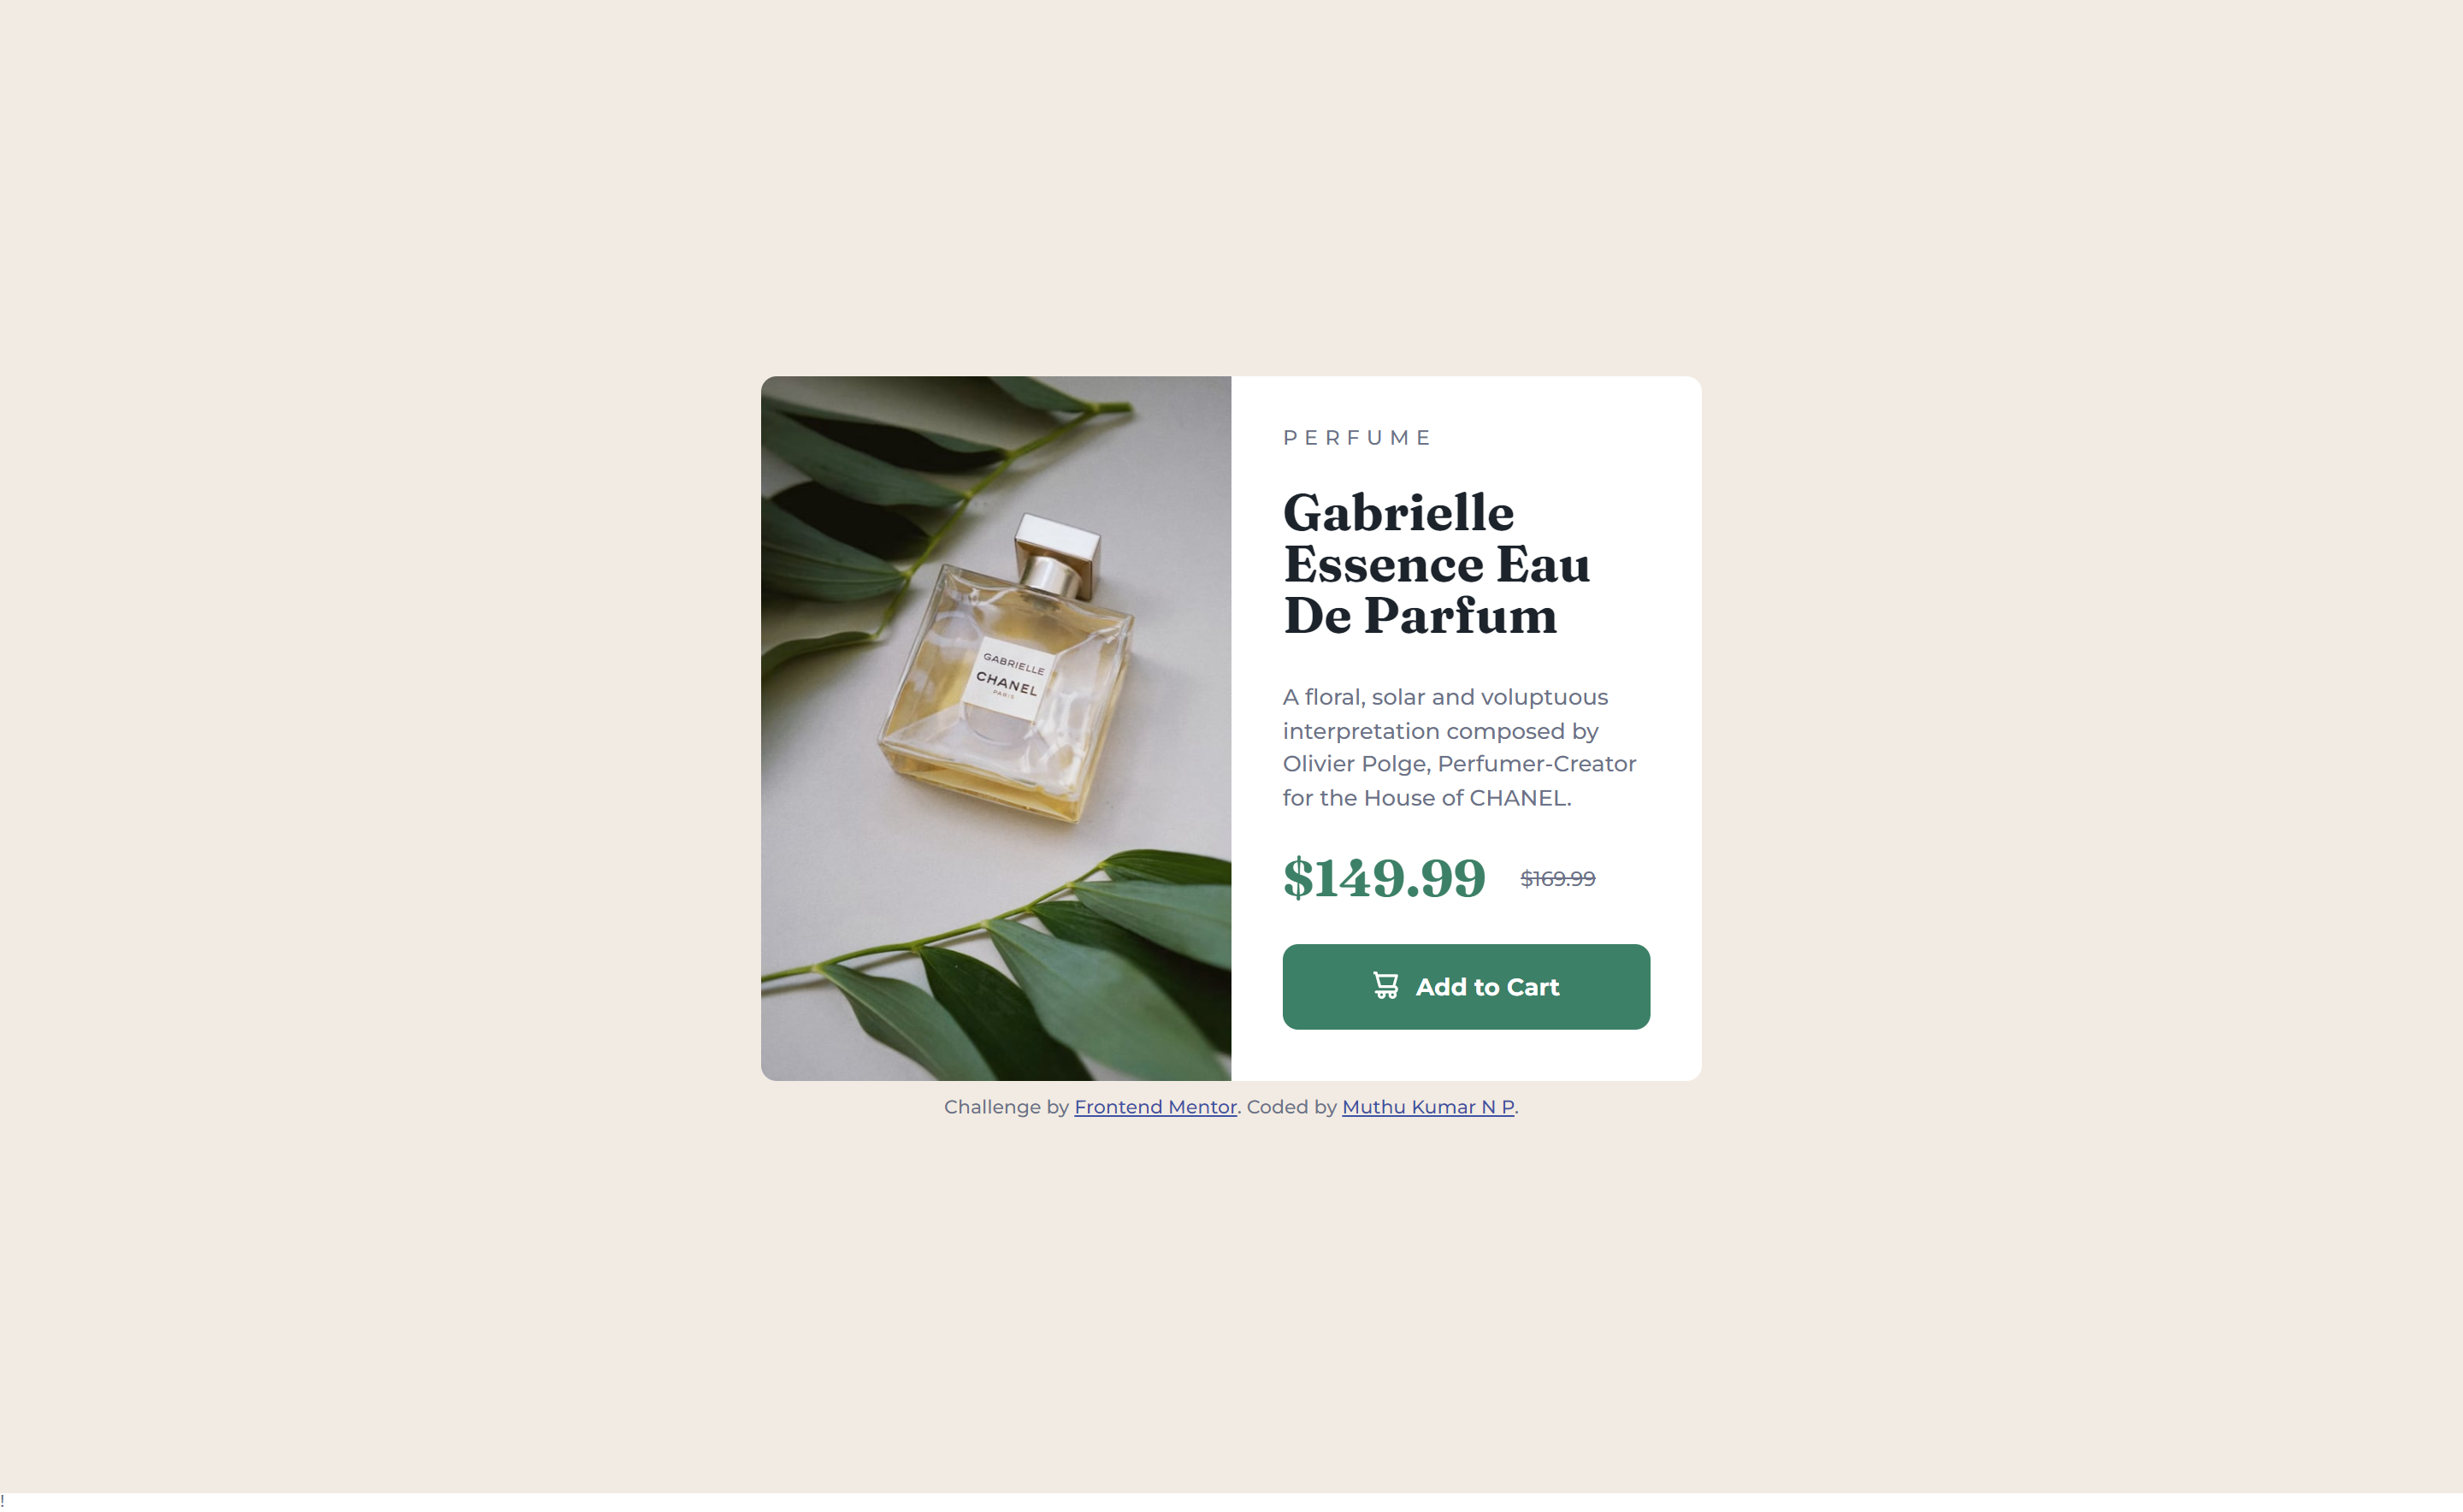 PERFUME
Gabrielle
Essence Eau
De Parfum
GABRIELLE
CHANEL
PARIS
A floral, solar and voluptuous
interpretation composed by
Olivier Polge, Perfumer-Creator
for the House of CHANEL.
$149.99 $169.99
Add to Cart
Challenge by Frontend Mentor. Coded by Muthu Kumar N P.
!